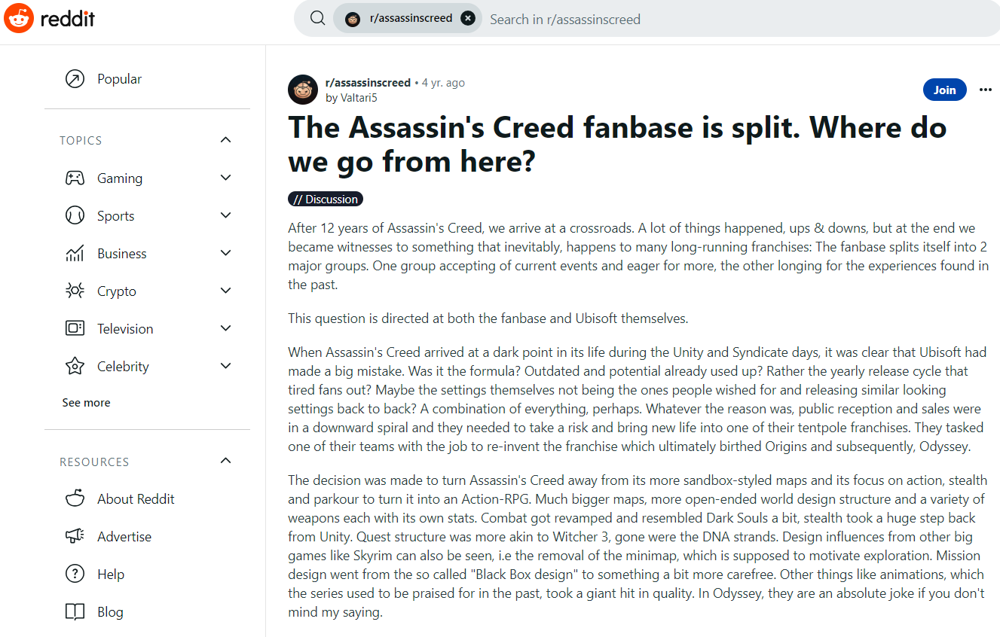 reddit
r/assassinscreed
Search in r/assassinscreed
Popular
TOPICS
Gaming
Sports
Business
Crypto
Television
Celebrity
See more
RESOURCES
About Reddit
Advertise
Help
Blog
r/assassinscreed • 4 yr. ago
by Valtari5
Join
The Assassin's Creed fanbase is split. Where do
we go from here?
// Discussion
After 12 years of Assassin's Creed, we arrive at a crossroads. A lot of things happened, ups & downs, but at the end we
became witnesses to something that inevitably, happens to many long-running franchises: The fanbase splits itself into 2
major groups. One group accepting of current events and eager for more, the other longing for the experiences found in
the past.
This question is directed at both the fanbase and Ubisoft themselves.
When Assassin's Creed arrived at a dark point in its life during the Unity and Syndicate days, it was clear that Ubisoft had
made a big mistake. Was it the formula? Outdated and potential already used up? Rather the yearly release cycle that
tired fans out? Maybe the settings themselves not being the ones people wished for and releasing similar looking
settings back to back? A combination of everything, perhaps. Whatever the reason was, public reception and sales were
in a downward spiral and they needed to take a risk and bring new life into one of their tentpole franchises. They tasked
one of their teams with the job to re-invent the franchise which ultimately birthed Origins and subsequently, Odyssey.
The decision was made to turn Assassin's Creed away from its more sandbox-styled maps and its focus on action, stealth
and parkour to turn it into an Action-RPG. Much bigger maps, more open-ended world design structure and a variety of
weapons each with its own stats. Combat got revamped and resembled Dark Souls a bit, stealth took a huge step back
from Unity. Quest structure was more akin to Witcher 3, gone were the DNA strands. Design influences from other big
games like Skyrim can also be seen, i.e the removal of the minimap, which is supposed to motivate exploration. Mission
design went from the so called "Black Box design" to something a bit more carefree. Other things like animations, which
the series used to be praised for in the past, took a giant hit in quality. In Odyssey, they are an absolute joke if you don't
mind my saying.